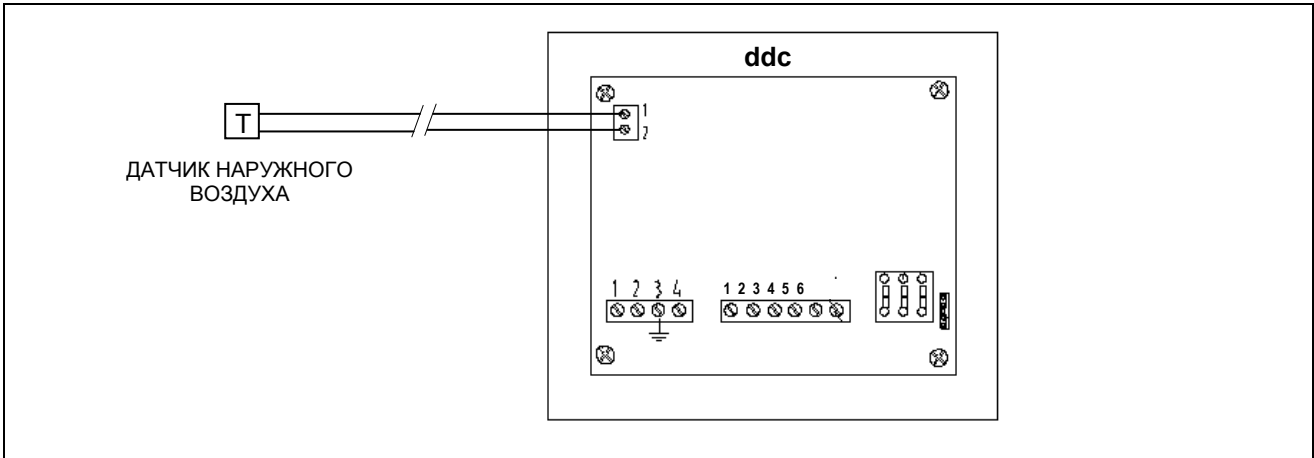 ddc
1
T
2
ДАТЧИК НАРУЖНОГО
ВОЗДУХА
1 2 3 4
1 2 3 4 5 6